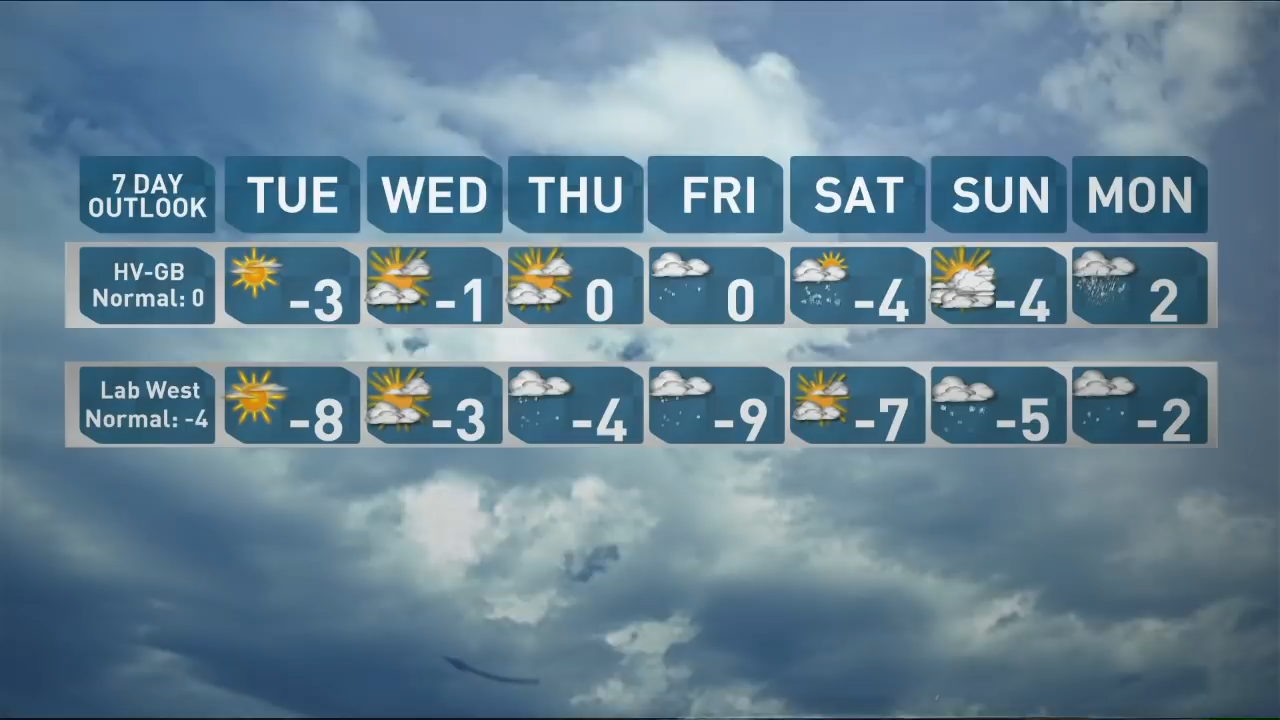 7 DAY
OUTLOOK
TUE WED THU FRI SAT SUN MON
HV-GB
Normal: 0
-3 -1 0 0 -4 -4 2
Lab West
Normal: -4
-8 -3 -4 -9 -7 -5 -2